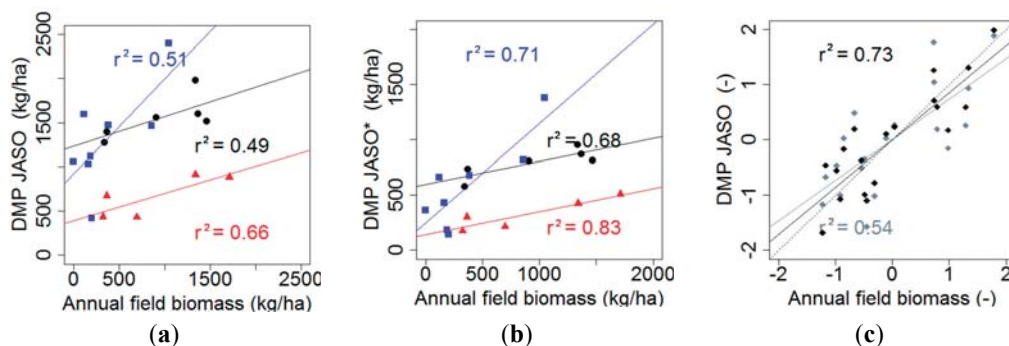 DMP JASO (kg/ha)
2500
1500
500
0
r² = 0.51
r² = 0.49
r² = 0.66
0 500 1500 2500
Annual field biomass (kg/ha)
(a)
DMP JASO* (kg/ha)
1500
500
0
r² = 0.71
r² = 0.68
r² = 0.83
0 500 1000 2000
Annual field biomass (kg/ha)
(b)
DMP JASO (-)
2
1
0
-1
-2
r² = 0.73
r² = 0.54
-2 -1 0 1 2
Annual field biomass (-)
(c)